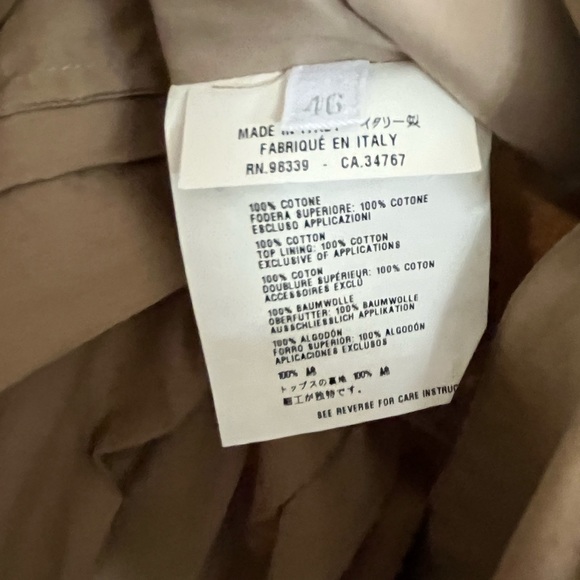 46
MADE IN ITALY イタリー製
FABRIQUÉ EN ITALY
RN.96339 - CA.34767
100% COTONE
FODERA SUPERIORE: 100% COTONE
ESCLUSO APPLICAZIONI
100% COTTON
TOP LINING: 100% COTTON
EXCLUSIVE OF APPLICATIONS
100% COTON
DOUBLURE SUPÉRIEUR: 100% COTON
ACCESSOIRES EXCLU
100% BAUMWOLLE
OBERFUTTER: 100% BAUMWOLLE
AUSSCHLIESSLICH APPLIKATION
100% ALGODÓN
FORRO SUPERIOR: 100% ALGODÓN
APLICACIONES EXCLUSOS
100% 綿
トップスの裏地 100% 綿
細工が独特です。
SEE REVERSE FOR CARE INSTRUC